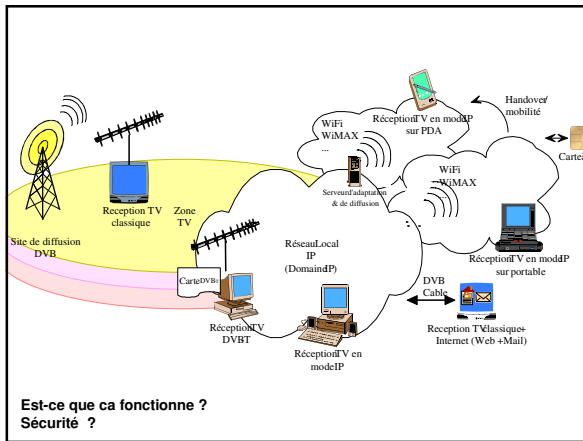 Handover/
mobilité
Réception TV en mode IP
sur PDA
WiFi
WiMAX
...
Carteà
WiFi
WiMAX
...
Serveur d'adaptation
& de diffusion
Reception TV
classique
Zone
TV
Site de diffusion
DVB
Réseau Local
IP
(Domaine IP)
Réception TV en mode IP
sur portable
Carte DVBT
DVB
Cable
Réception TV
DVBT
Réception TV en
mode IP
Reception TV classique+
Internet (Web +Mail)
Est-ce que ca fonctionne ?
Sécurité ?